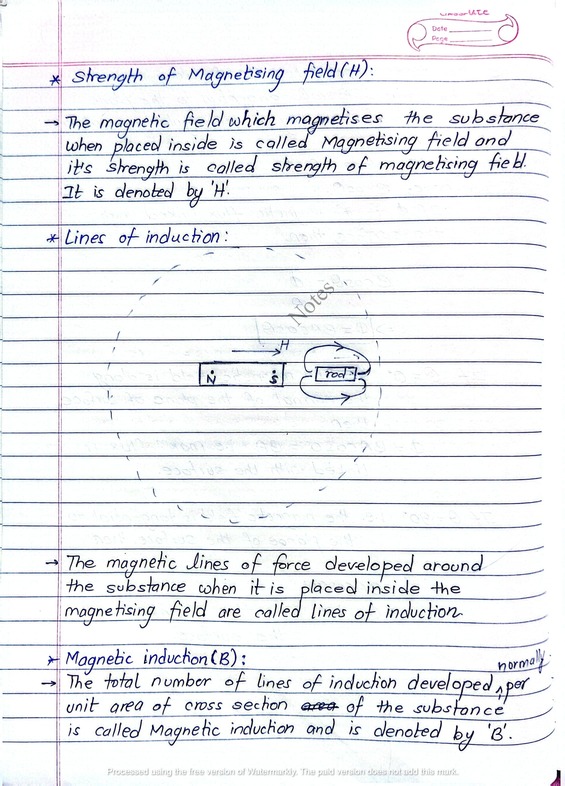 Classmate
Date
Page
* Strength of Magnetising field (H):
→ The magnetic field which magnetises the substance
when placed inside is called Magnetising field and
it's strength is called strength of magnetising field.
It is denoted by 'H'.
* Lines of induction:
Notes
H
N S rod
→ The magnetic lines of force developed around
the substance when it is placed inside the
magnetising field are called lines of induction.
* Magnetic induction (B):
normally
→ The total number of lines of induction developed ^ per
unit area of cross section area of the substance
is called Magnetic induction and is denoted by 'B'.
Processed using the free version of Watermarkly. The paid version does not add this mark.